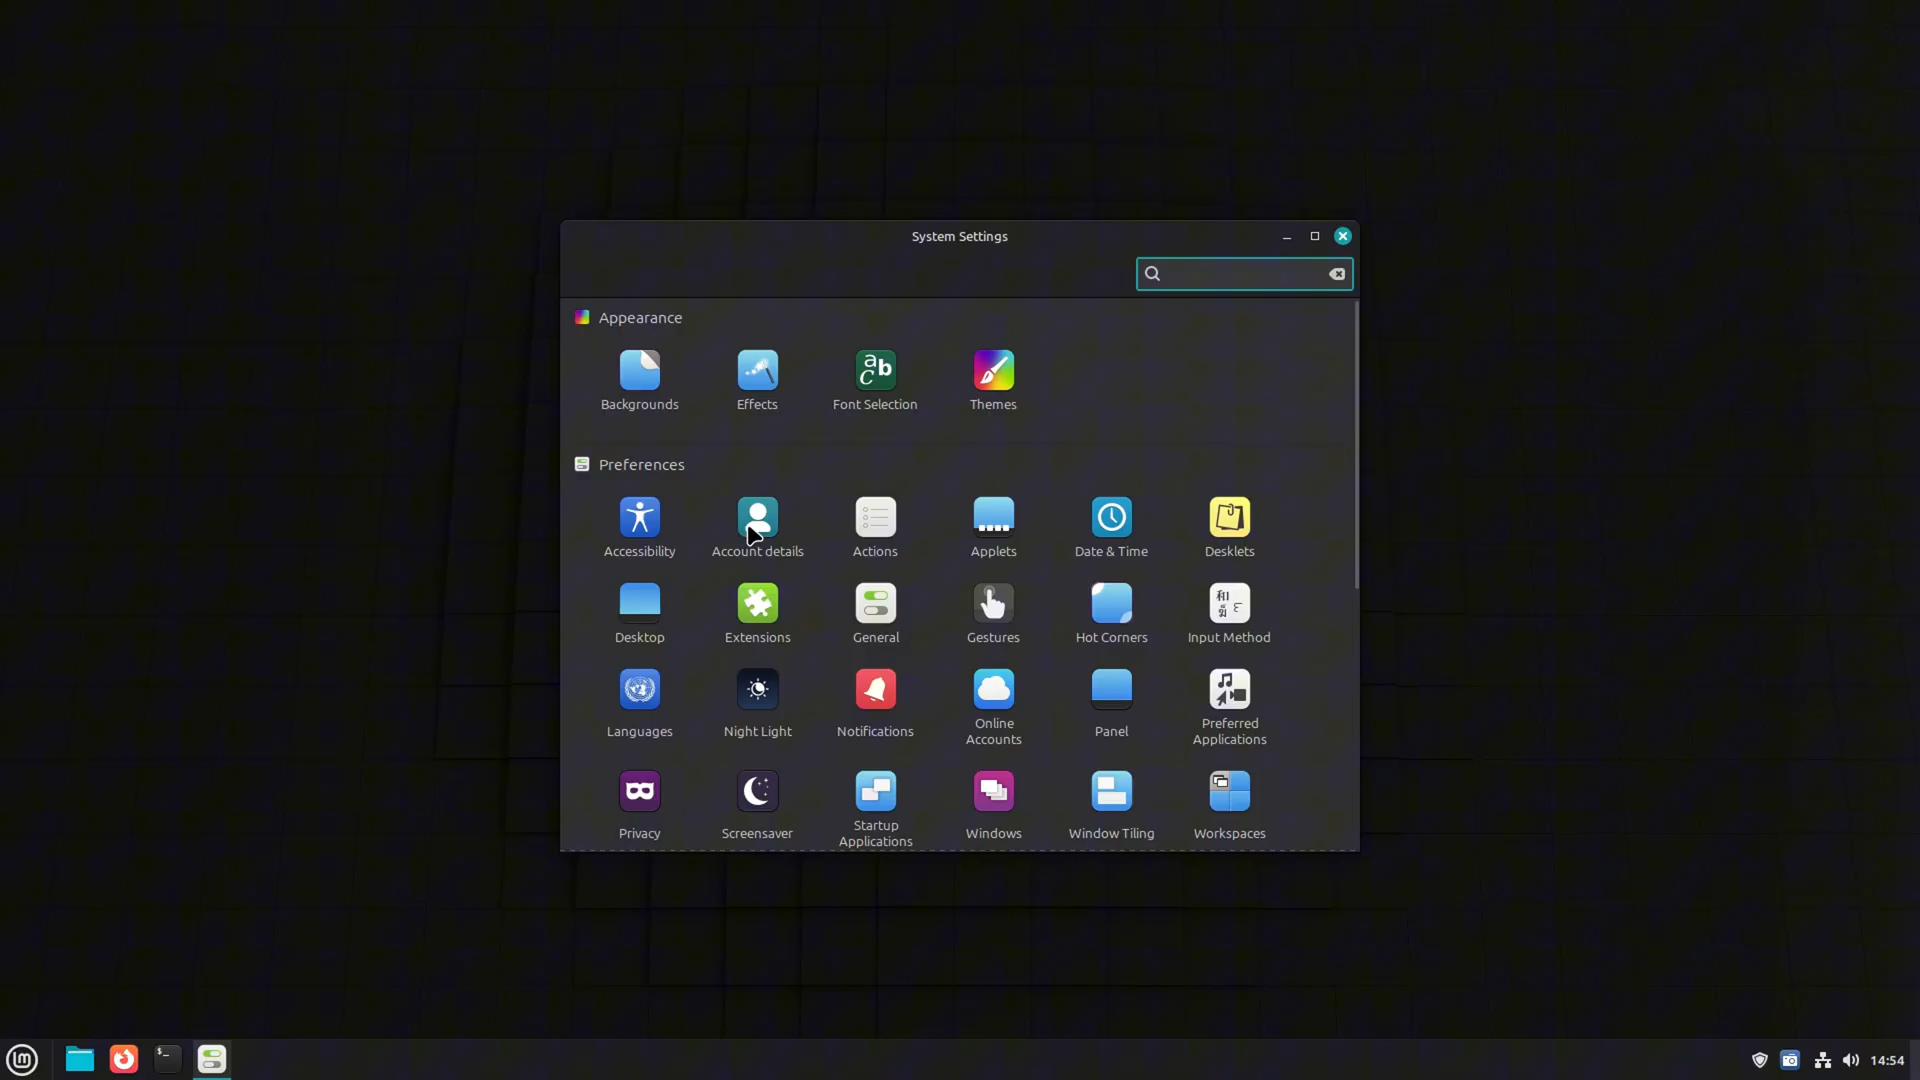 System Settings
Appearance
Backgrounds
Effects
Font Selection
Themes
Preferences
Accessibility
Account details
Actions
Applets
Date & Time
Desklets
Desktop
Extensions
General
Gestures
Hot Corners
Input Method
Languages
Night Light
Notifications
Online
Accounts
Panel
Preferred
Applications
Privacy
Screensaver
Startup
Applications
Windows
Window Tiling
Workspaces
14:54